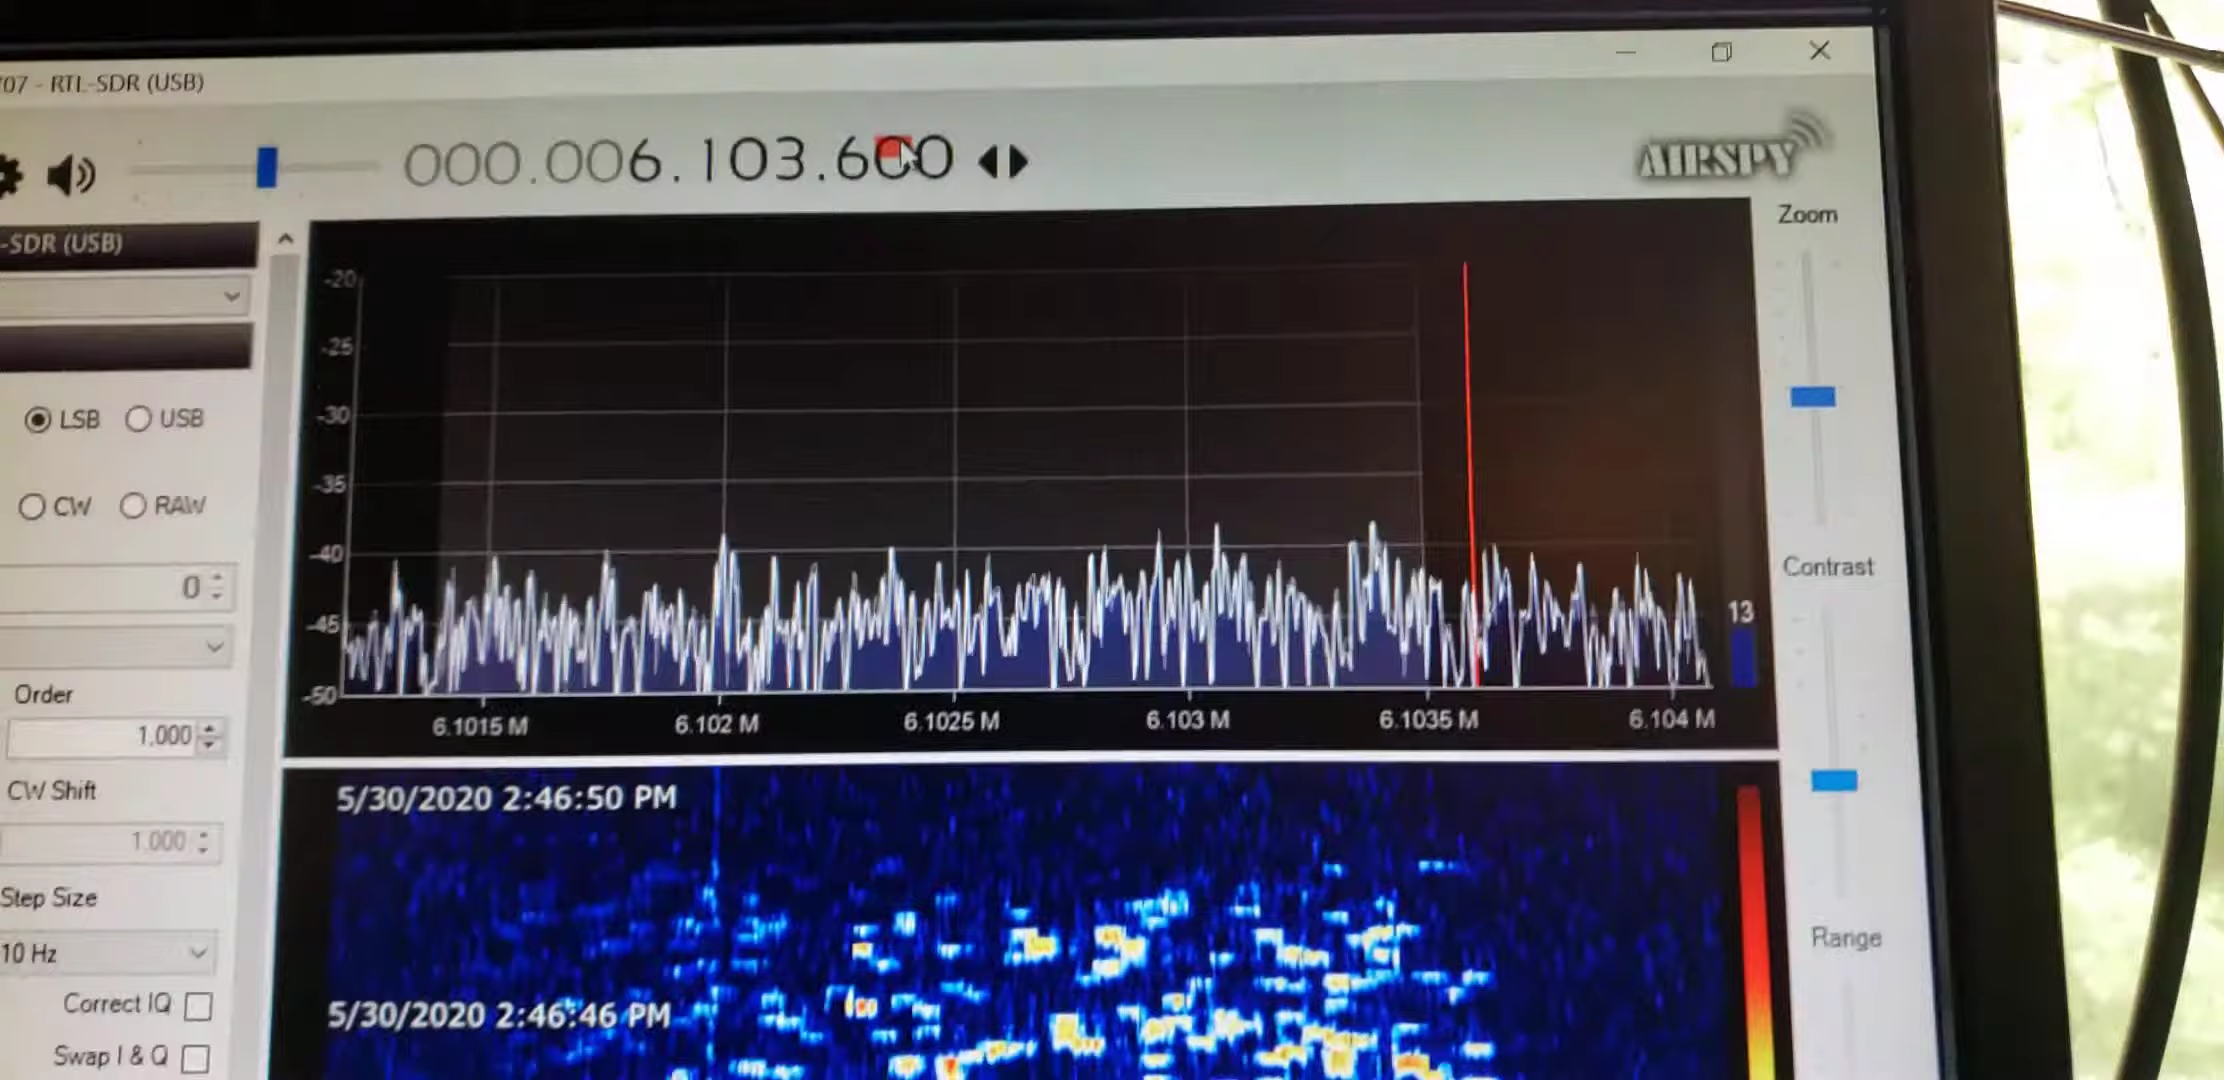 07 - RTL-SDR (USB)
000.006.103.600
AIRSPY
Zoom
-SDR (USB)
-20
-25
-30
-35
-40
-45
-50
LSB USB
CW RAW
0
Contrast
13
Order
1.000
6.1015 M 6.102 M 6.1025 M 6.103 M 6.1035 M 6.104 M
CW Shift
1.000
5/30/2020 2:46:50 PM
Step Size
10 Hz
Range
Correct IQ
5/30/2020 2:46:46 PM
Swap I & Q